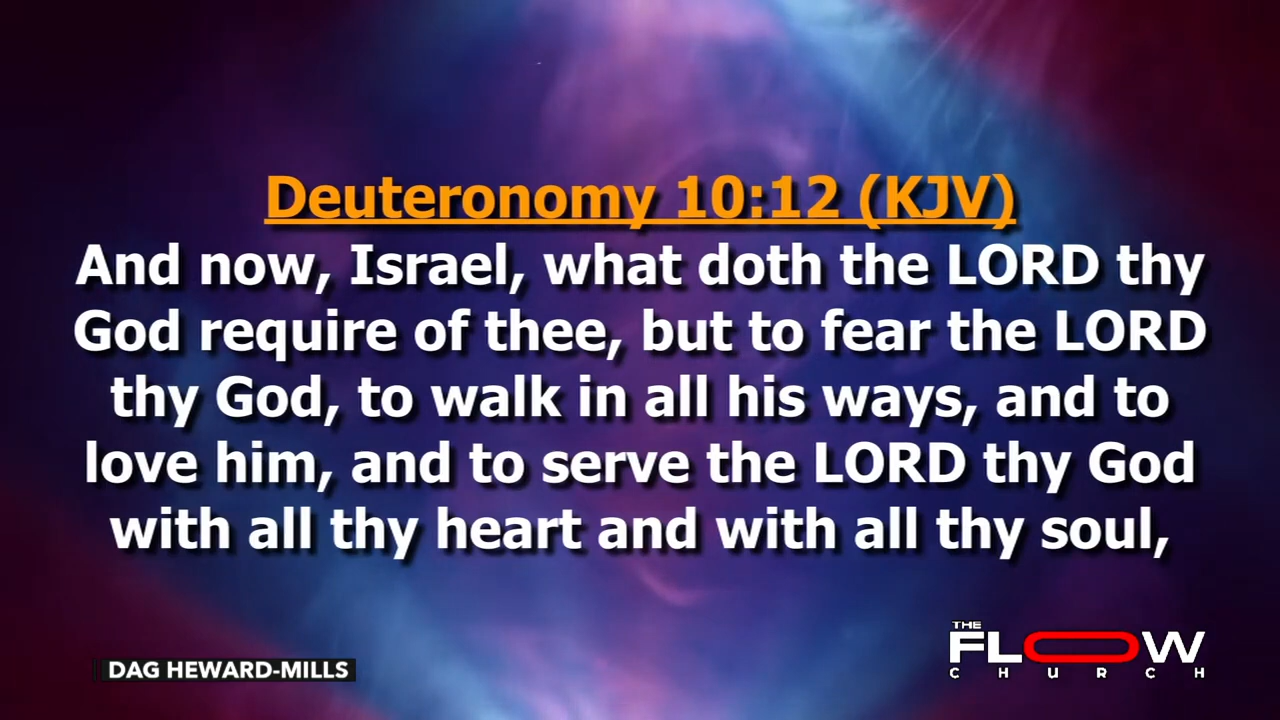 Deuteronomy 10:12 (KJV)
And now, Israel, what doth the LORD thy
God require of thee, but to fear the LORD
thy God, to walk in all his ways, and to
love him, and to serve the LORD thy God
with all thy heart and with all thy soul,
DAG HEWARD-MILLS
THE
FLOW
CHURCH